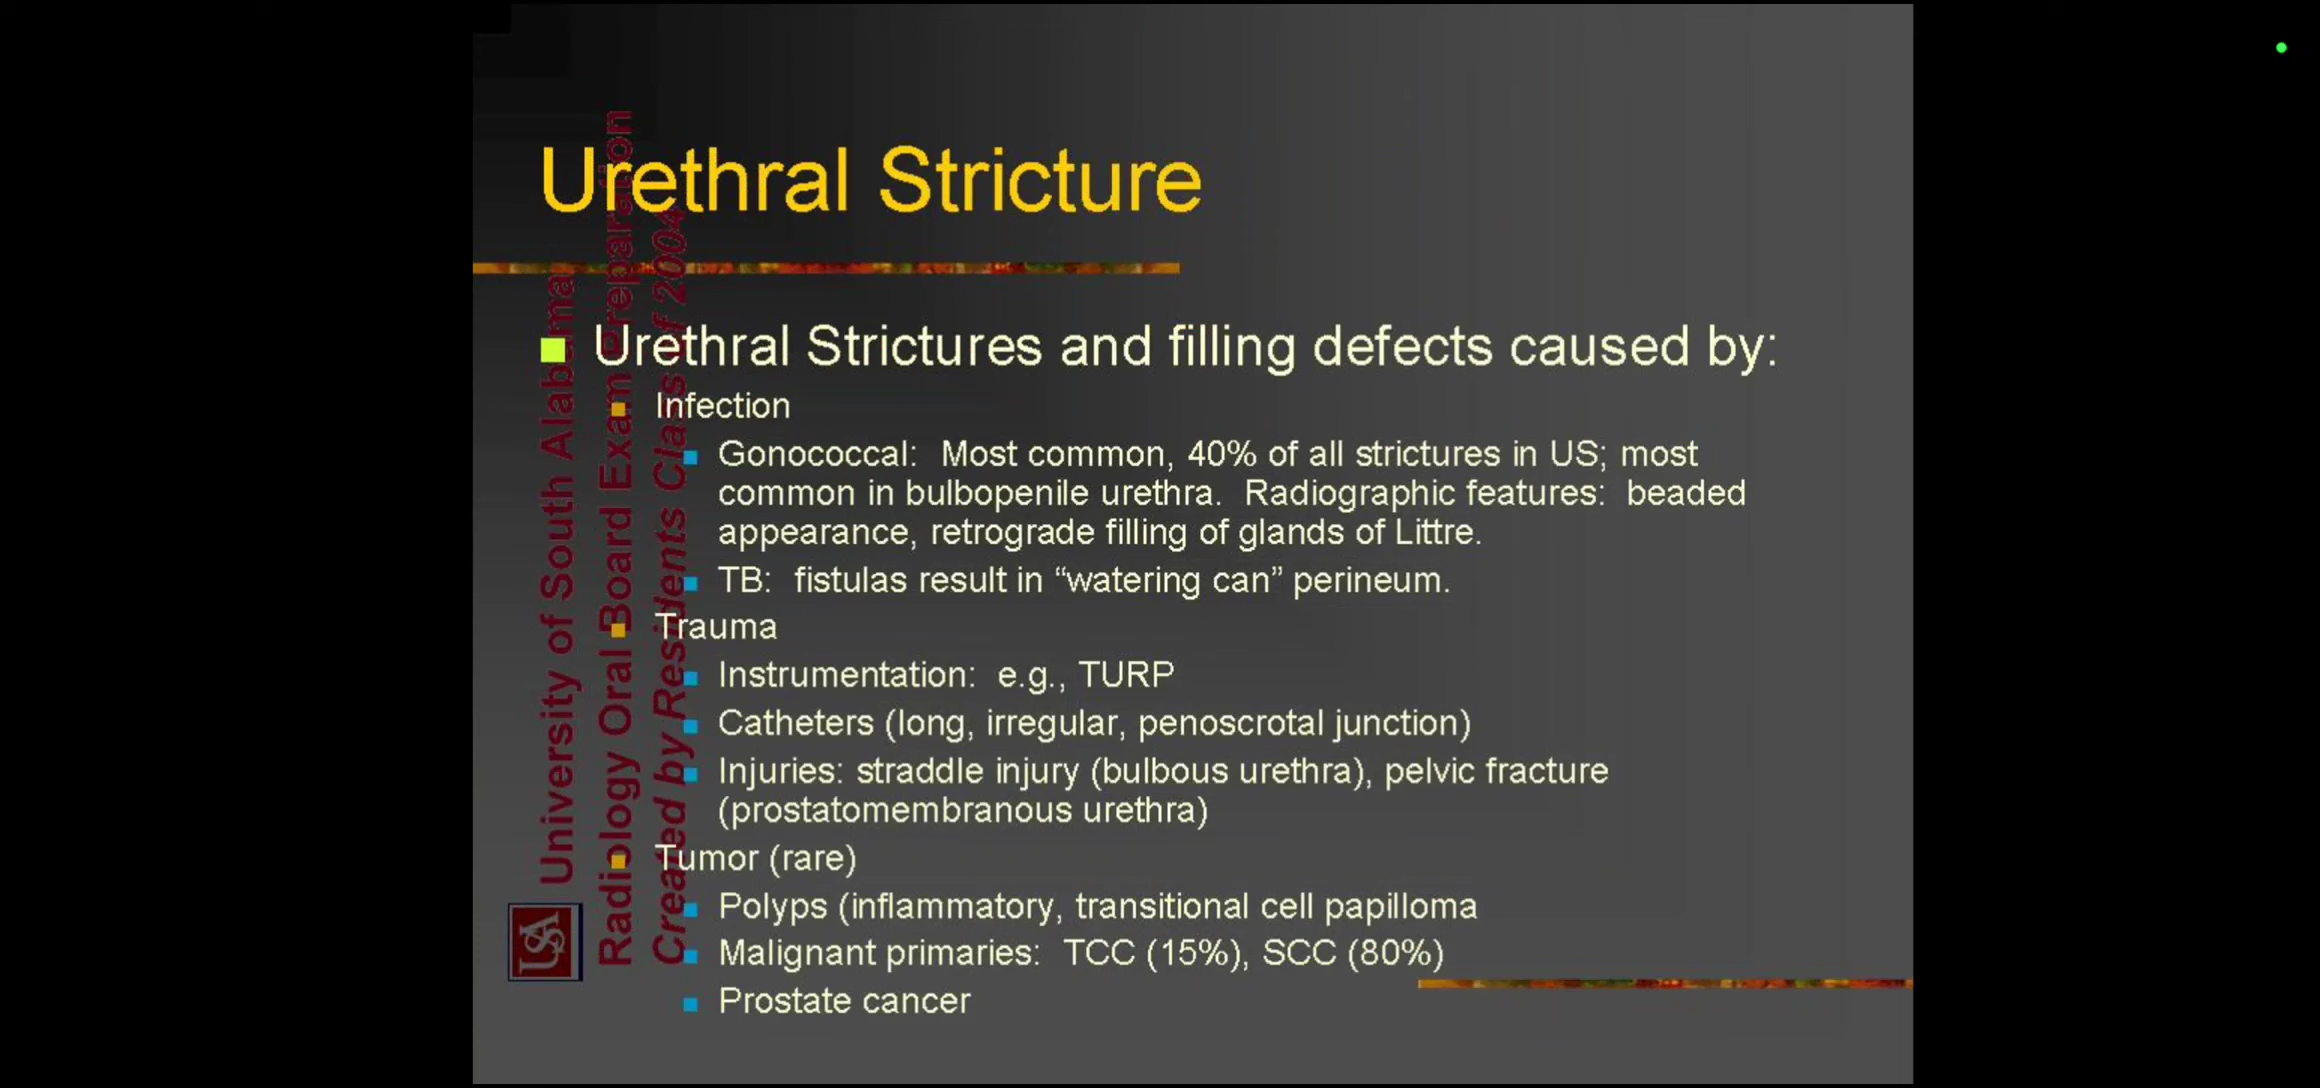 Urethral Stricture
Urethral Strictures and filling defects caused by:
Infection
Gonococcal: Most common, 40% of all strictures in US; most
common in bulbopenile urethra. Radiographic features: beaded
appearance, retrograde filling of glands of Littre.
TB: fistulas result in “watering can” perineum.
Trauma
Instrumentation: e.g., TURP
Catheters (long, irregular, penoscrotal junction)
Injuries: straddle injury (bulbous urethra), pelvic fracture
(prostatomembranous urethra)
Tumor (rare)
Polyps (inflammatory, transitional cell papilloma
Malignant primaries: TCC (15%), SCC (80%)
Prostate cancer
University of South Alabama
Radiology Oral Board Exam Preparation
Created by Residents Class of 2004
USA